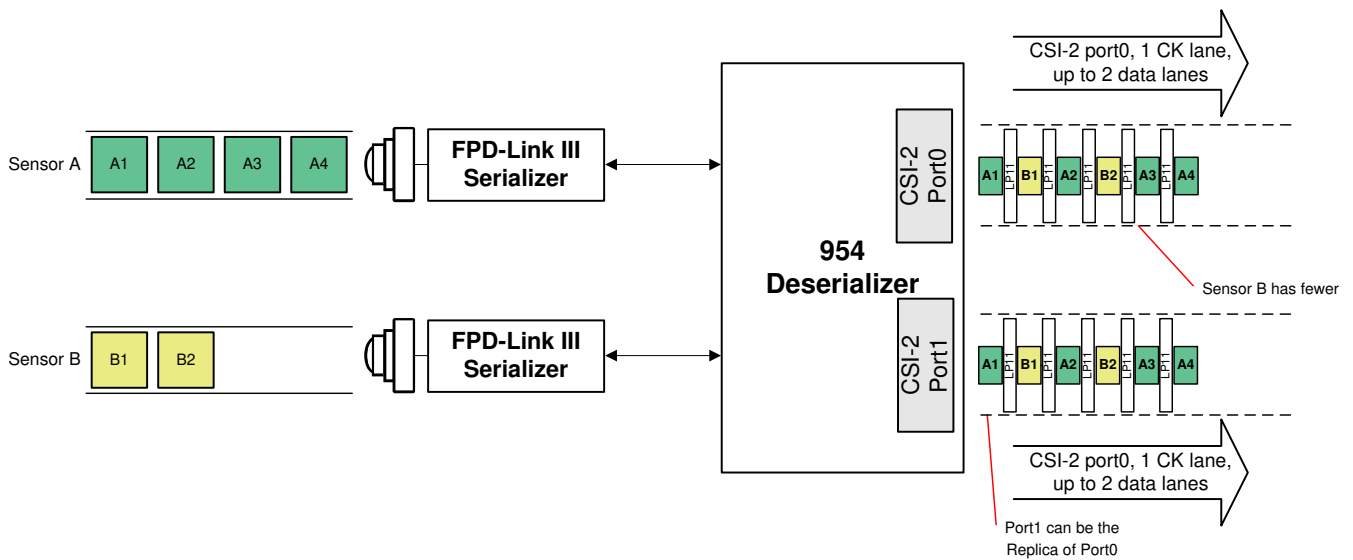 CSI-2 port0, 1 CK lane,
up to 2 data lanes
Sensor A
A1 A2 A3 A4
FPD-Link III
Serializer
CSI-2
Port0
A1 LP11 B1 LP11 A2 LP11 B2 LP11 A3 LP11 A4
954
Deserializer
Sensor B has fewer
Sensor B
B1 B2
FPD-Link III
Serializer
CSI-2
Port1
A1 LP11 B1 LP11 A2 LP11 B2 LP11 A3 LP11 A4
CSI-2 port0, 1 CK lane,
up to 2 data lanes
Port1 can be the
Replica of Port0